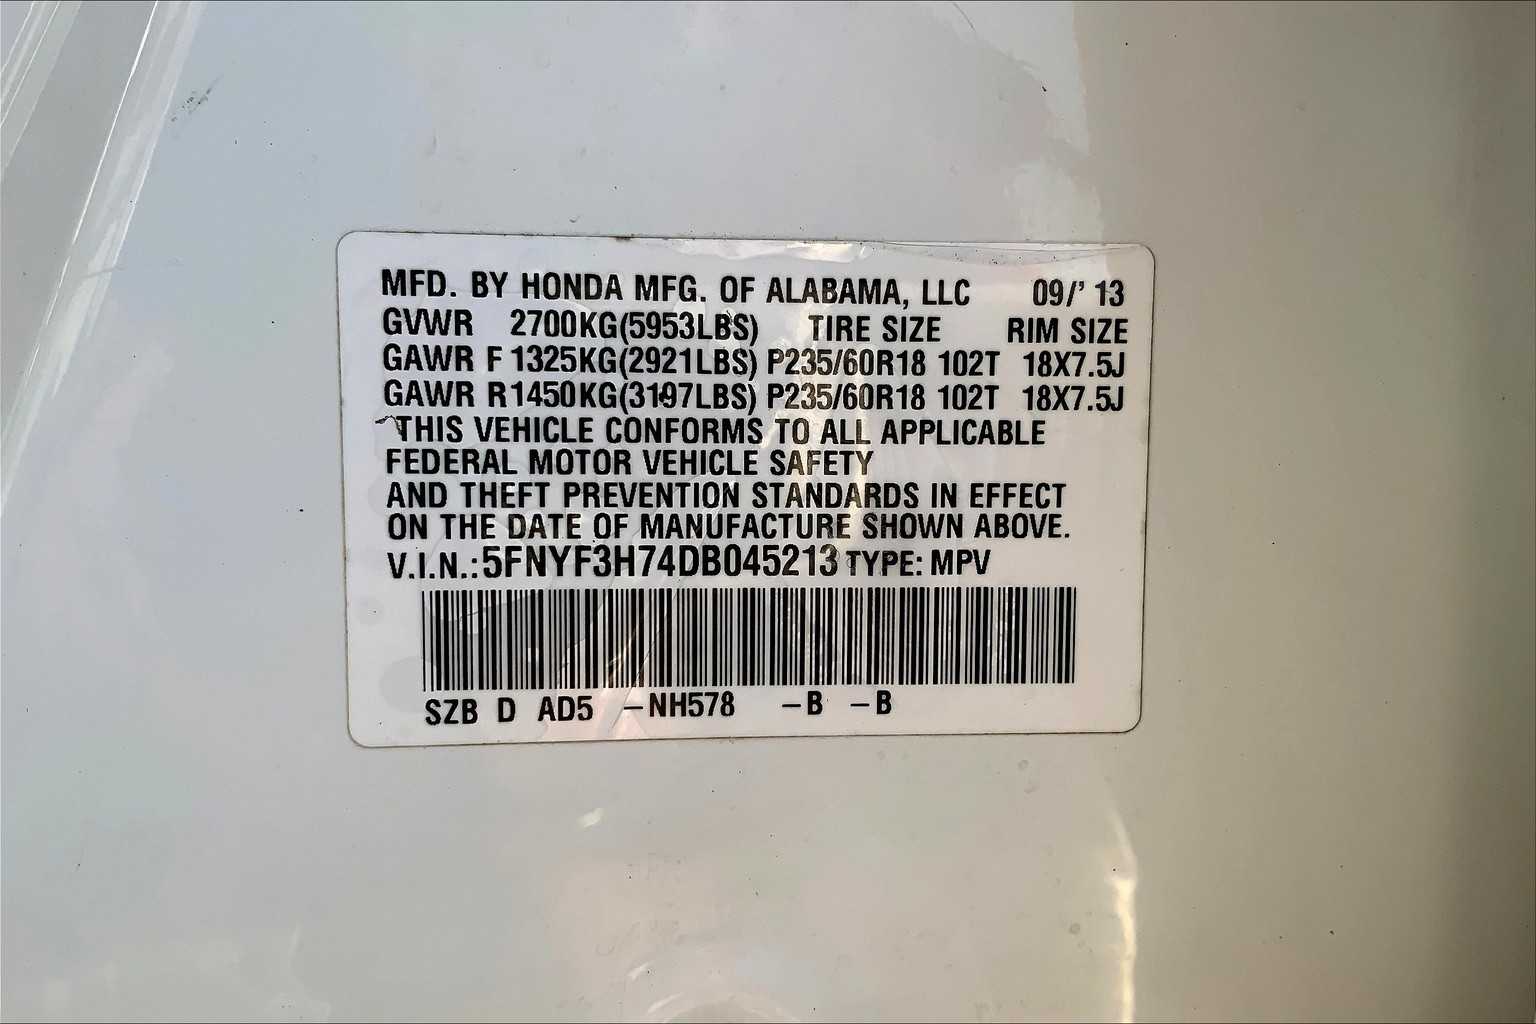 MFD. BY HONDA MFG. OF ALABAMA, LLC 09/' 13
GVWR 2700KG(5953LBS) TIRE SIZE RIM SIZE
GAWR F 1325KG(2921LBS) P235/60R18 102T 18X7.5J
GAWR R 1450KG(3197LBS) P235/60R18 102T 18X7.5J
THIS VEHICLE CONFORMS TO ALL APPLICABLE
FEDERAL MOTOR VEHICLE SAFETY
AND THEFT PREVENTION STANDARDS IN EFFECT
ON THE DATE OF MANUFACTURE SHOWN ABOVE.
V.I.N.: 5FNYF3H74DB045213 TYPE: MPV
SZB D AD5 –NH578 –B –B